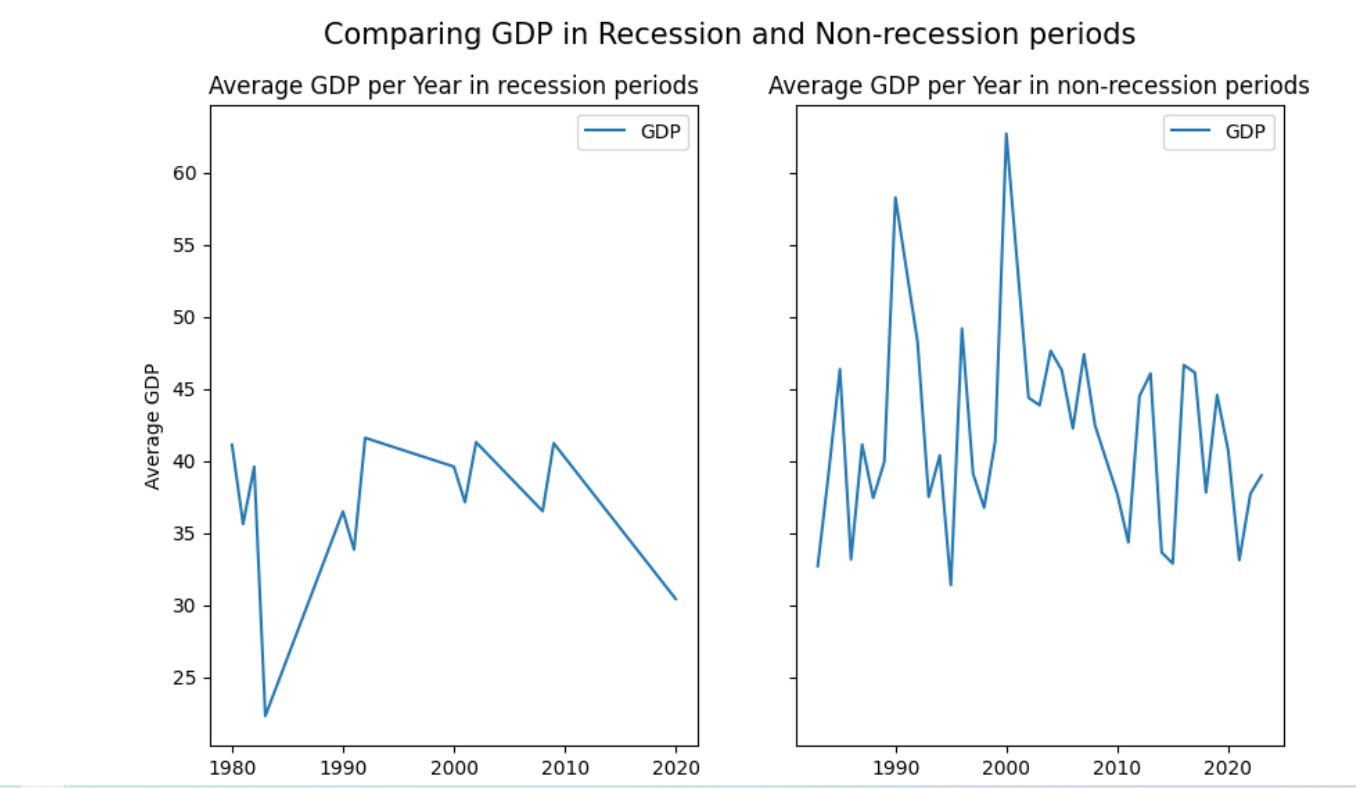 Comparing GDP in Recession and Non-recession periods
Average GDP per Year in recession periods
GDP
60
55
50
45
40
35
30
25
Average GDP
1980 1990 2000 2010 2020
Average GDP per Year in non-recession periods
GDP
1990 2000 2010 2020